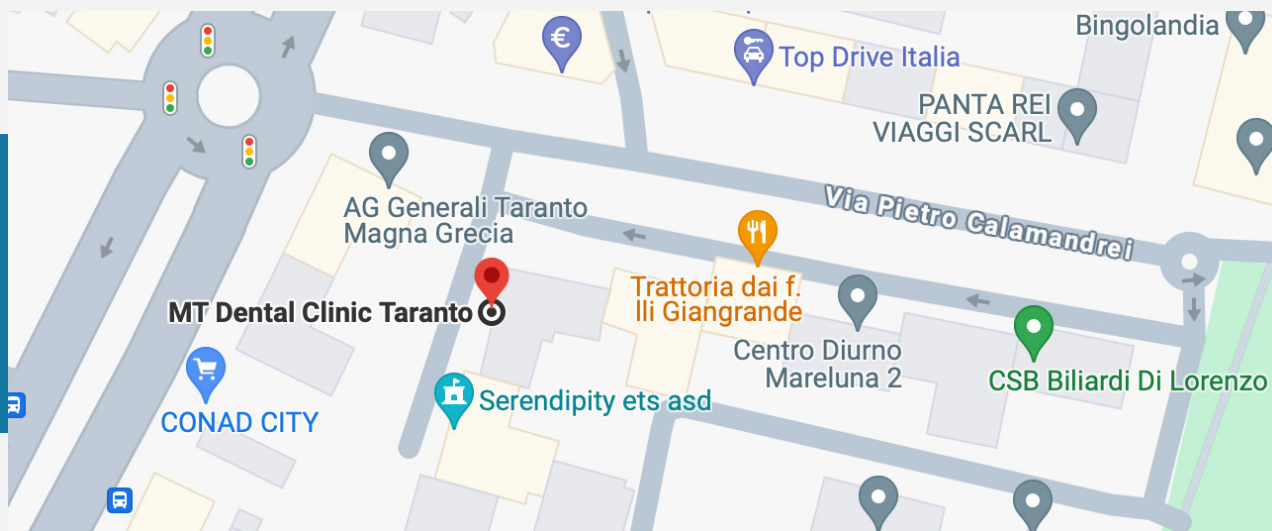 Bingolandia
€
Top Drive Italia
PANTA REI
VIAGGI SCARL
Via Pietro Calamandrei
AG Generali Taranto
Magna Grecia
MT Dental Clinic Taranto
Trattoria dai f.
lli Giangrande
Centro Diurno
Mareluna 2
CSB Biliardi Di Lorenzo
Serendipity ets asd
CONAD CITY